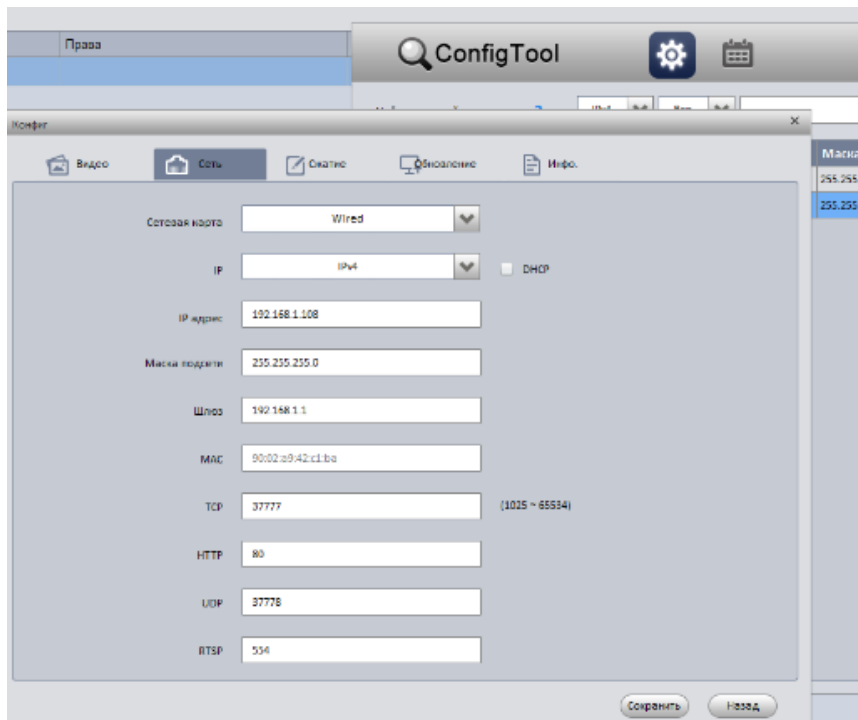 Права
ConfigTool
Конфиг
Видео Сеть Сжатие Обновление Инфо.
Маска
255.255
255.255
Сетевая карта Wired
IP IPv4 DHCP
IP адрес 192.168.1.108
Маска подсети 255.255.255.0
Шлюз 192.168.1.1
MAC 90:02:a9:42:c1:ba
TCP 37777 (1025 ~ 65534)
HTTP 80
UDP 37778
RTSP 554
Сохранить Назад